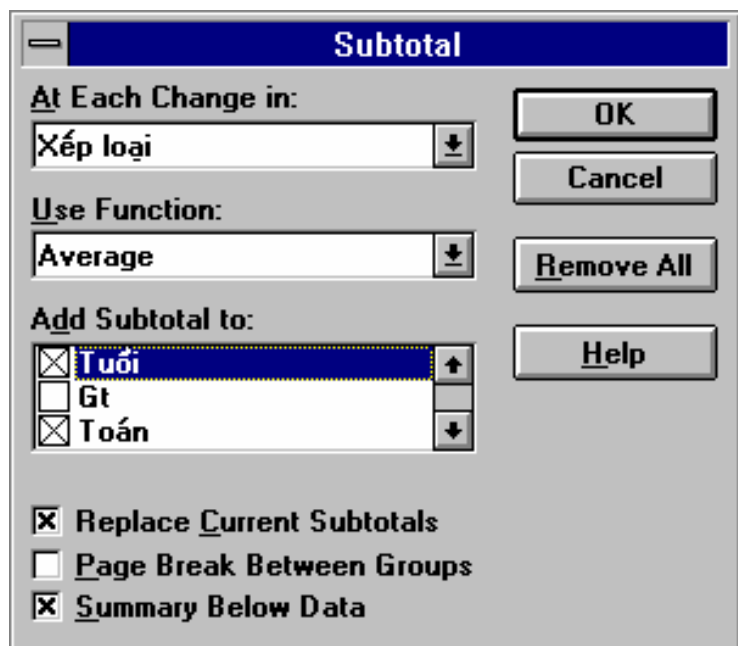 Subtotal
At Each Change in:
Xếp loại
Use Function:
Average
Add Subtotal to:
Tuổi
Gt
Toán
Replace Current Subtotals
Page Break Between Groups
Summary Below Data
OK
Cancel
Remove All
Help